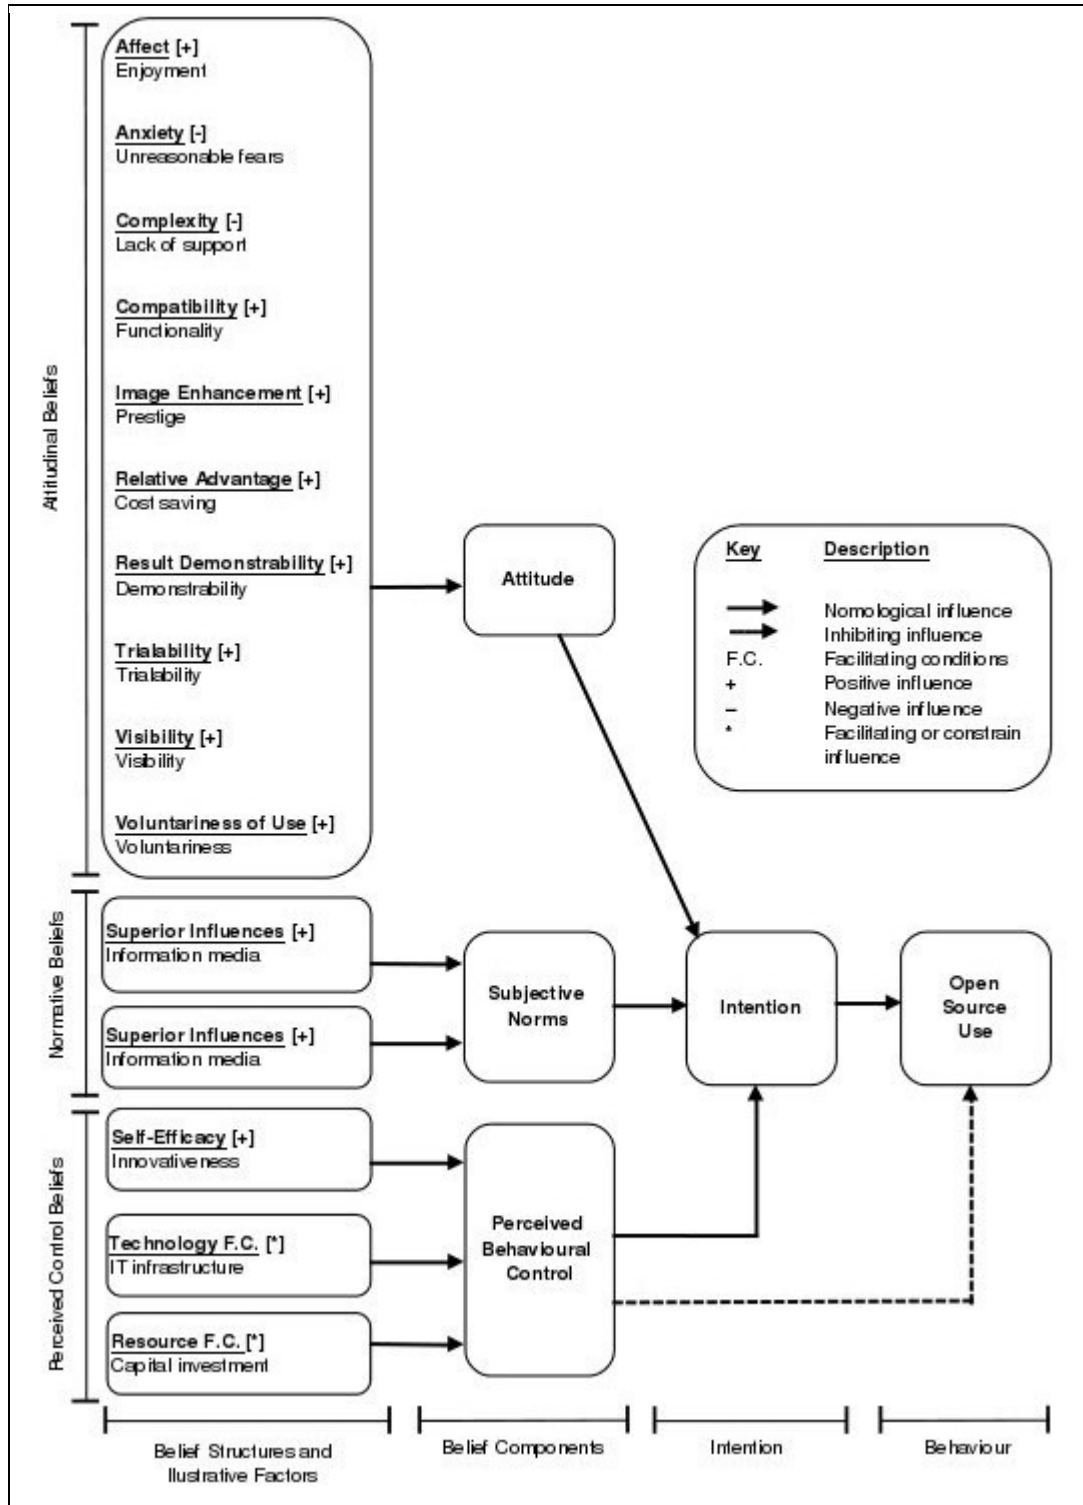 Affect [+]
Enjoyment
Anxiety [-]
Unreasonable fears
Complexity [-]
Lack of support
Compatibility [+]
Functionality
Image Enhancement [+]
Prestige
Relative Advantage [+]
Cost saving
Result Demonstrability [+]
Demonstrability
Trialability [+]
Trialability
Visibility [+]
Visibility
Voluntariness of Use [+]
Voluntariness
Attitudinal Beliefs
Attitude
Key Description
Nomological influence
Inhibiting influence
F.C. Facilitating conditions
+ Positive influence
– Negative influence
* Facilitating or constrain
influence
Normative Beliefs
Superior Influences [+]
Information media
Superior Influences [+]
Information media
Subjective
Norms
Intention
Open
Source
Use
Perceived Control Beliefs
Self-Efficacy [+]
Innovativeness
Technology F.C. [*]
IT infrastructure
Resource F.C. [*]
Capital investment
Perceived
Behavioural
Control
Belief Structures and
Illustrative Factors
Belief Components
Intention
Behaviour